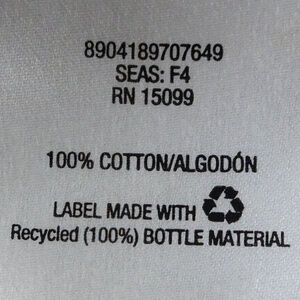 8904189707649
SEAS: F4
RN 15099
100% COTTON/ALGODÓN
LABEL MADE WITH
Recycled (100%) BOTTLE MATERIAL